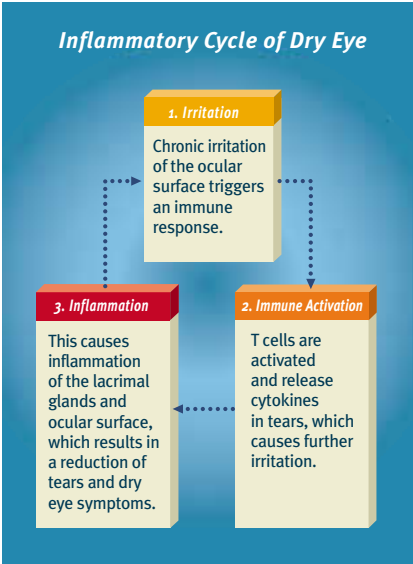 Inflammatory Cycle of Dry Eye
1. Irritation
Chronic irritation
of the ocular
surface triggers
an immune
response.
2. Immune Activation
T cells are
activated
and release
cytokines
in tears, which
causes further
irritation.
3. Inflammation
This causes
inflammation
of the lacrimal
glands and
ocular surface,
which results in
a reduction of
tears and dry
eye symptoms.